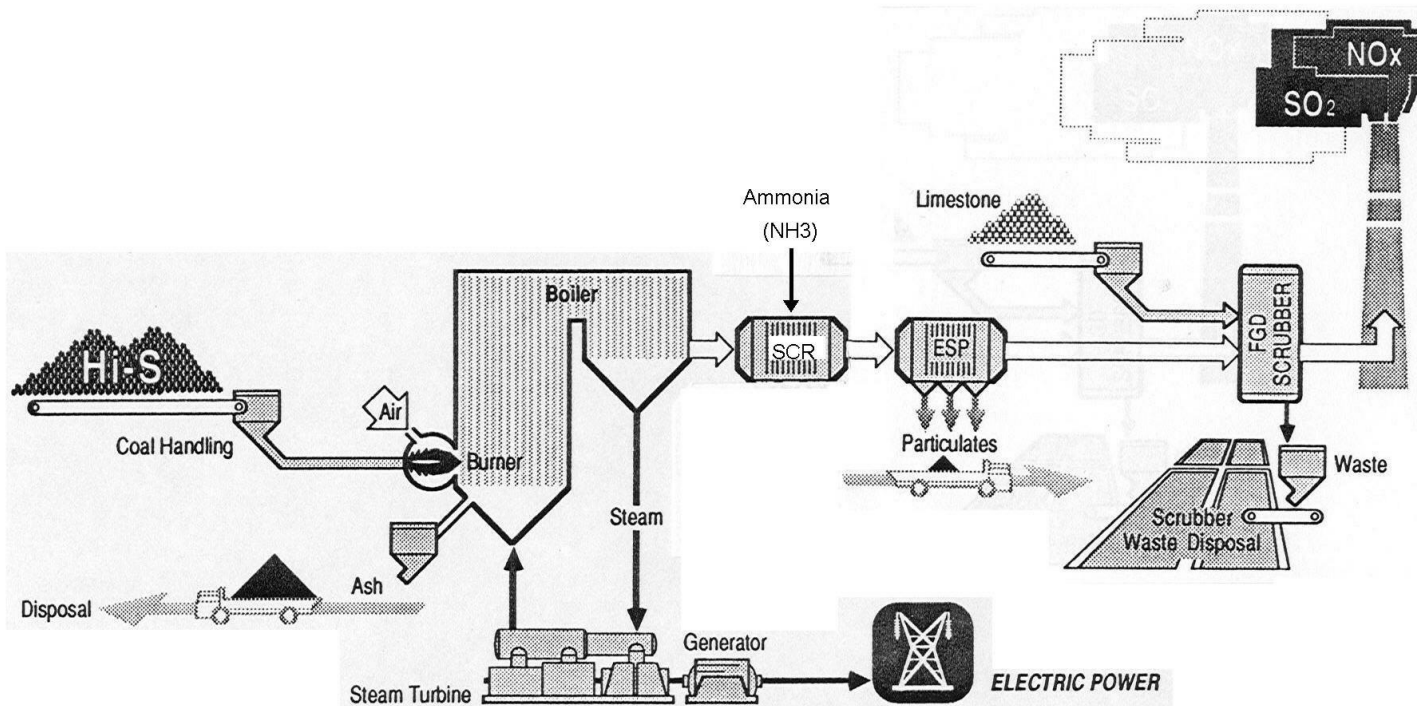 NOx
SO2
Ammonia
(NH3)
Limestone
Boiler
Hi-S
SCR
ESP
FGD
SCRUBBER
Air
Coal Handling
Burner
Particulates
Waste
Steam
Scrubber
Waste Disposal
Ash
Disposal
Generator
Steam Turbine
ELECTRIC POWER